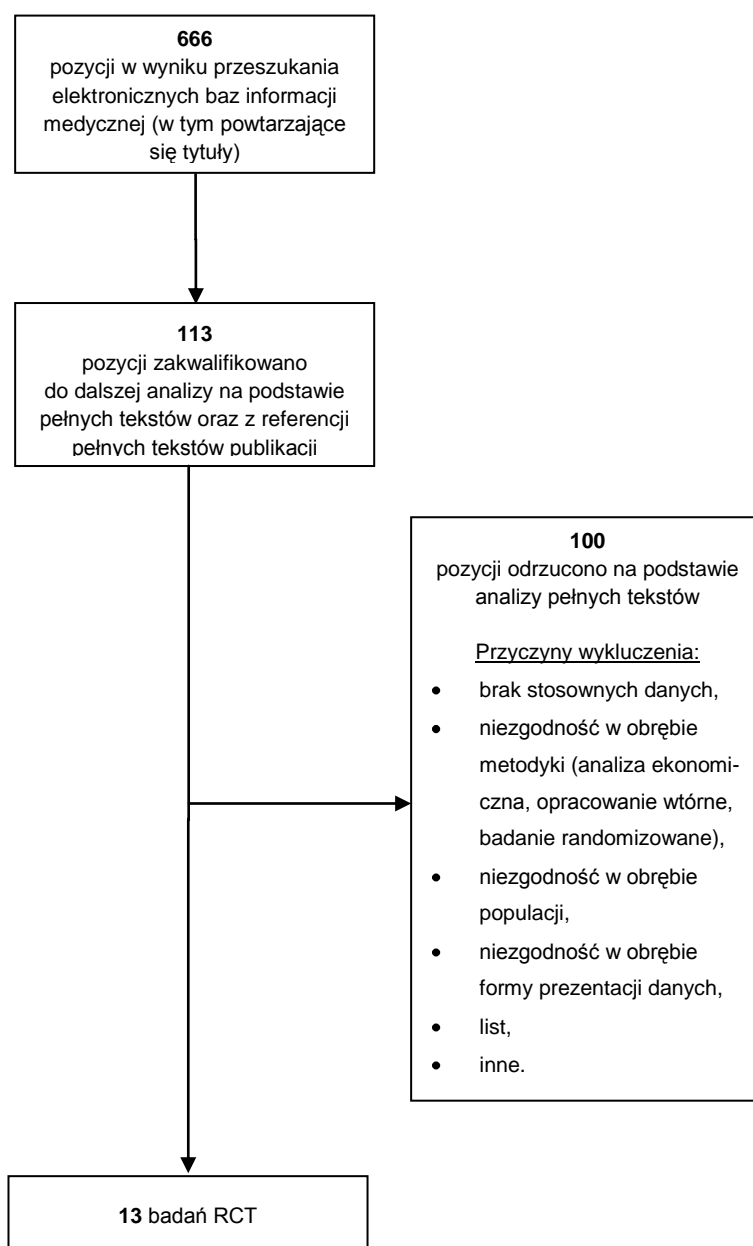 666
pozycji w wyniku przeszukania
elektronicznych baz informacji
medycznej (w tym powtarzające
się tytuły)
113
pozycji zakwalifikowano
do dalszej analizy na podstawie
pełnych tekstów oraz z referencji
pełnych tekstów publikacji
100
pozycji odrzucono na podstawie
analizy pełnych tekstów
Przyczyny wykluczenia:
• brak stosownych danych,
• niezgodność w obrębie
metodyki (analiza ekonomi-
czna, opracowanie wtórne,
badanie randomizowane),
• niezgodność w obrębie
populacji,
• niezgodność w obrębie
formy prezentacji danych,
• list,
• inne.
13 badań RCT